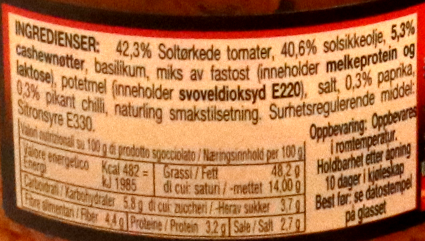 INGREDIENSER: 42,3% Soltørkede tomater, 40,6% solsikkeolje, 5,3%
cashewnøtter, basilikum, miks av fastost (inneholder melkeprotein og
laktose), potetmel (inneholder svoveldioksyd E220), salt, 0,3% paprika,
0,3% pikant chilli, naturling smakstilsetning. Surhetsregulerende middel:
Sitronsyre E330.
Valori nutrizionali su 100 g di prodotto sgocciolato / Næringsinnhold per 100 g
Valore energetico Kcal 482 = Grassi / Fett 48,2 g
Energi kj 1985 di cui: saturi / -mettet 14,00 g
Carboidrati / Karbohydrater 5,8 g di cui: zuccheri / -Herav sukker 3,7 g
Fibre alimentari / Fiber 4,4 g Proteine / Protein 3,2 g Sale / Salt 2,7 g
Oppbevaring: Oppbevares
i romtemperatur.
Holdbarhet etter åpning
10 dager i kjøleskap
Best før: se datostempel
på glasset